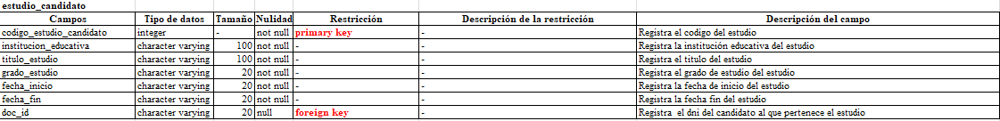 estudio_candidato
Campos Tipo de datos Tamaño Nulidad Restricción Descripción de la restricción Descripción del campo
codigo_estudio_candidato integer - not null primary key - Registra el codigo del estudio
institucion_educativa character varying 100 not null - - Registra la institución educativa del estudio
titulo_estudio character varying 100 not null - - Registra el titulo del estudio
grado_estudio character varying 20 not null - - Registra el grado de estudio del estudio
fecha_inicio character varying 20 not null - - Registra la fecha de inicio del estudio
fecha_fin character varying 20 not null - - Registra la fecha fin del estudio
doc_id character varying 20 null foreign key - Registra el dni del candidato al que pertenece el estudio